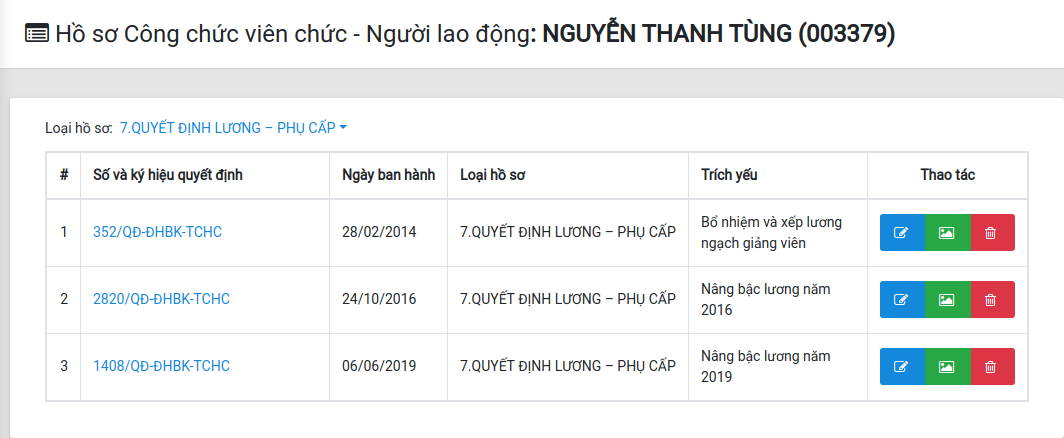 Hồ sơ Công chức viên chức - Người lao động: NGUYỄN THANH TÙNG (003379)
Loại hồ sơ: 7.QUYẾT ĐỊNH LƯƠNG – PHỤ CẤP
# Số và ký hiệu quyết định Ngày ban hành Loại hồ sơ Trích yếu Thao tác
1 352/QĐ-ĐHBK-TCHC 28/02/2014 7.QUYẾT ĐỊNH LƯƠNG – PHỤ CẤP Bổ nhiệm và xếp lương
ngạch giảng viên
2 2820/QĐ-ĐHBK-TCHC 24/10/2016 7.QUYẾT ĐỊNH LƯƠNG – PHỤ CẤP Nâng bậc lương năm
2016
3 1408/QĐ-ĐHBK-TCHC 06/06/2019 7.QUYẾT ĐỊNH LƯƠNG – PHỤ CẤP Nâng bậc lương năm
2019